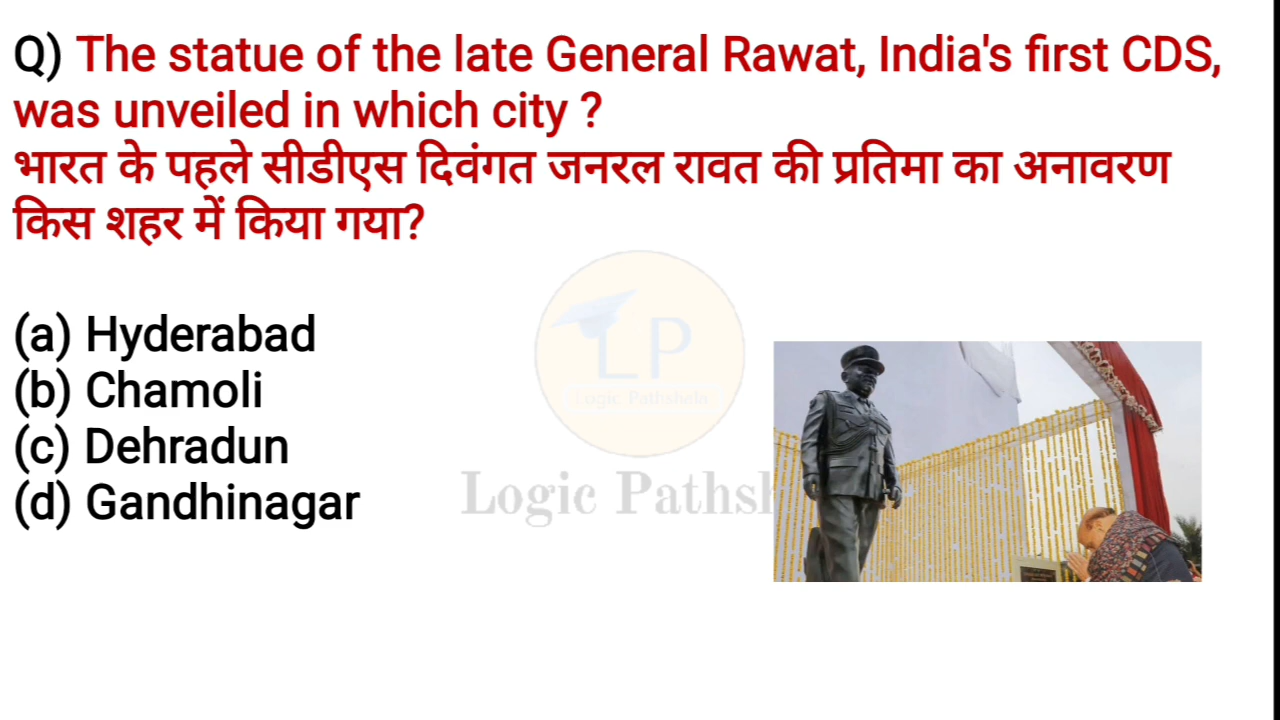 Q) The statue of the late General Rawat, India's first CDS,
was unveiled in which city ?
भारत के पहले सीडीएस दिवंगत जनरल रावत की प्रतिमा का अनावरण
किस शहर में किया गया?
(a) Hyderabad
(b) Chamoli
(c) Dehradun
(d) Gandhinagar
LP
Logic Pathshala
Logic Pathsh